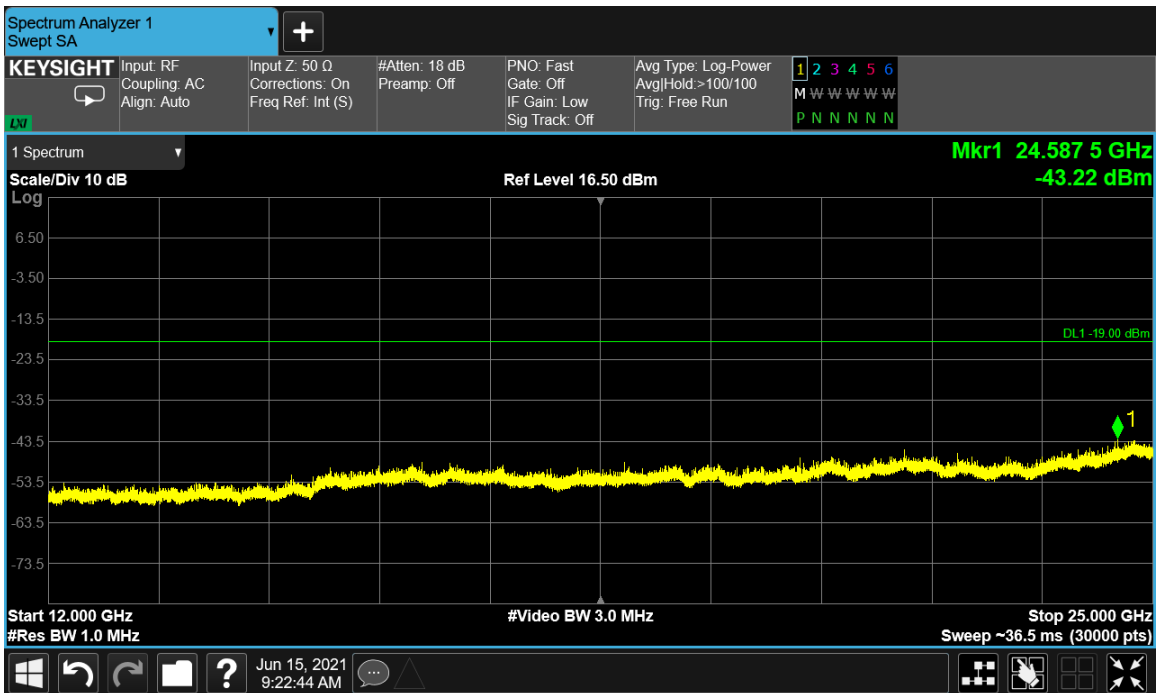 Spectrum Analyzer 1
Swept SA
KEYSIGHT
LXI
Input: RF
Coupling: AC
Align: Auto
Input Z: 50 Ω
Corrections: On
Freq Ref: Int (S)
#Atten: 18 dB
Preamp: Off
PNO: Fast
Gate: Off
IF Gain: Low
Sig Track: Off
Avg Type: Log-Power
Avg|Hold:>100/100
Trig: Free Run
1 2 3 4 5 6
M W W W W W
P N N N N N
1 Spectrum
Mkr1 24.587 5 GHz
-43.22 dBm
Scale/Div 10 dB
Ref Level 16.50 dBm
Log
6.50
-3.50
-13.5
DL1 -19.00 dBm
-23.5
-33.5
1
-43.5
-53.5
-63.5
-73.5
Start 12.000 GHz
#Video BW 3.0 MHz
Stop 25.000 GHz
#Res BW 1.0 MHz
Sweep ~36.5 ms (30000 pts)
?
Jun 15, 2021
9:22:44 AM